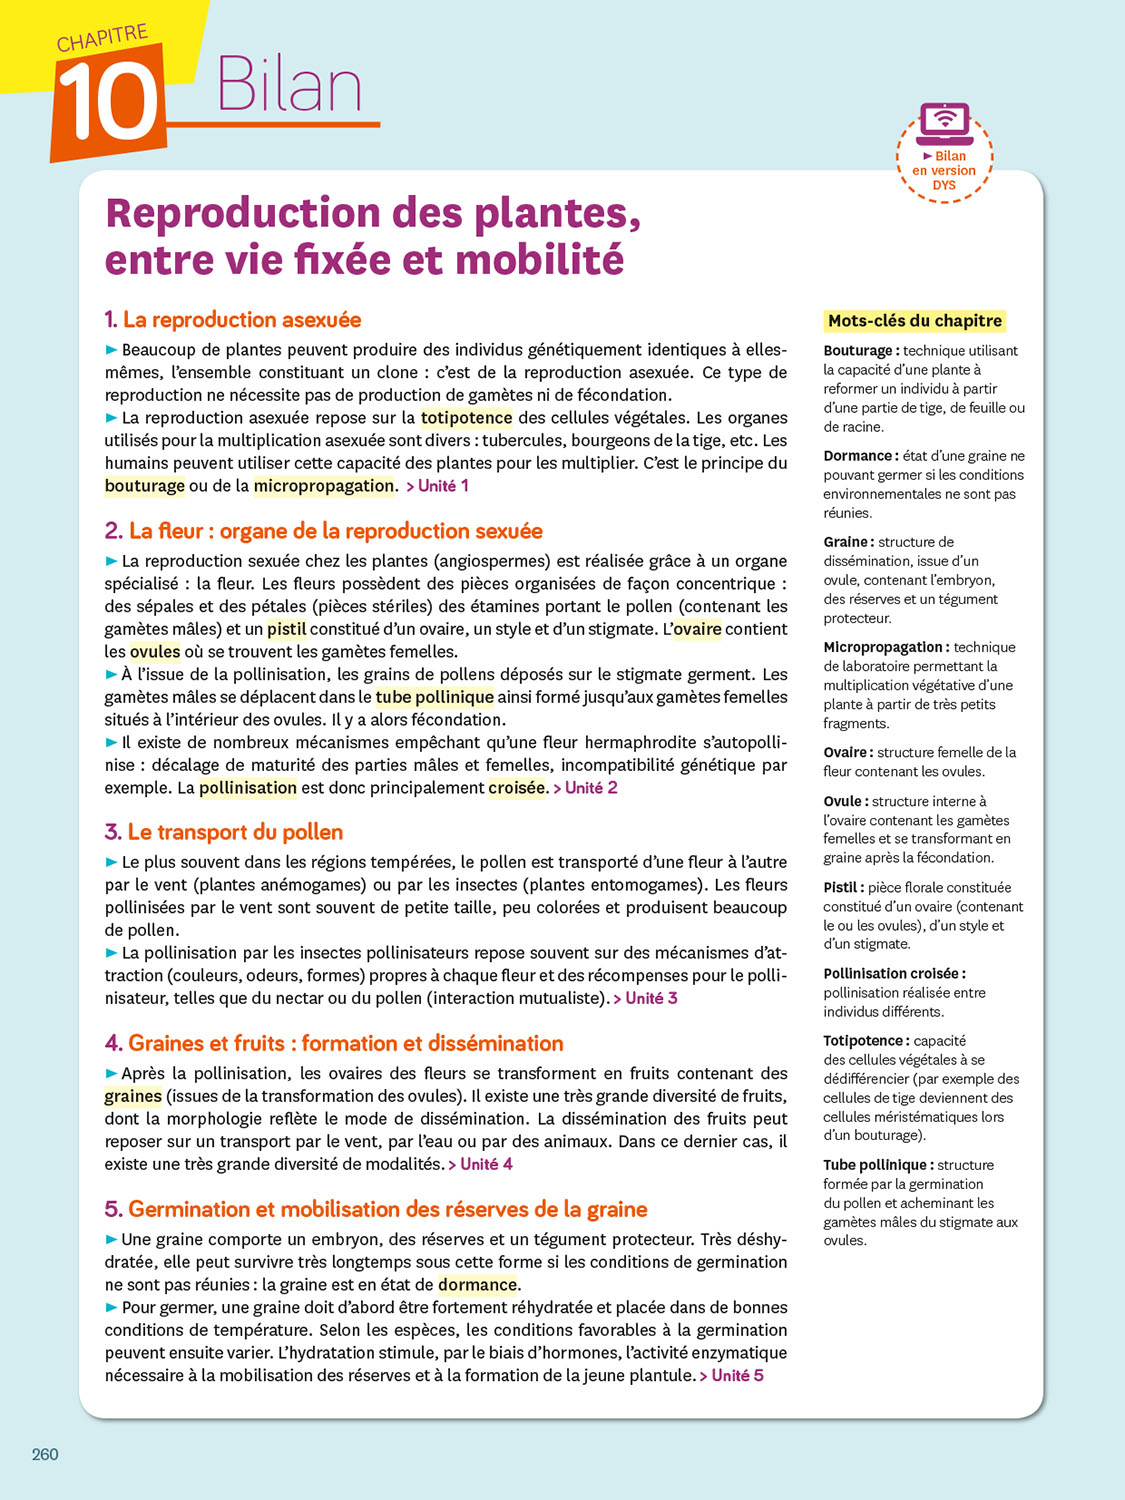 CHAPITRE
10
Bilan
► Bilan
en version
DYS
Reproduction des plantes,
entre vie fixée et mobilité
1. La reproduction asexuée
► Beaucoup de plantes peuvent produire des individus génétiquement identiques à elles-
mêmes, l’ensemble constituant un clone : c’est de la reproduction asexuée. Ce type de
reproduction ne nécessite pas de production de gamètes ni de fécondation.
► La reproduction asexuée repose sur la totipotence des cellules végétales. Les organes
utilisés pour la multiplication asexuée sont divers : tubercules, bourgeons de la tige, etc. Les
humains peuvent utiliser cette capacité des plantes pour les multiplier. C’est le principe du
bouturage ou de la micropropagation. > Unité 1
2. La fleur : organe de la reproduction sexuée
► La reproduction sexuée chez les plantes (angiospermes) est réalisée grâce à un organe
spécialisé : la fleur. Les fleurs possèdent des pièces organisées de façon concentrique :
des sépales et des pétales (pièces stériles) des étamines portant le pollen (contenant les
gamètes mâles) et un pistil constitué d’un ovaire, un style et d’un stigmate. L’ovaire contient
les ovules où se trouvent les gamètes femelles.
► À l’issue de la pollinisation, les grains de pollens déposés sur le stigmate germent. Les
gamètes mâles se déplacent dans le tube pollinique ainsi formé jusqu’aux gamètes femelles
situés à l’intérieur des ovules. Il y a alors fécondation.
► Il existe de nombreux mécanismes empêchant qu’une fleur hermaphrodite s’autopolli-
nise : décalage de maturité des parties mâles et femelles, incompatibilité génétique par
exemple. La pollinisation est donc principalement croisée. > Unité 2
3. Le transport du pollen
► Le plus souvent dans les régions tempérées, le pollen est transporté d’une fleur à l’autre
par le vent (plantes anémogames) ou par les insectes (plantes entomogames). Les fleurs
pollinisées par le vent sont souvent de petite taille, peu colorées et produisent beaucoup
de pollen.
► La pollinisation par les insectes pollinisateurs repose souvent sur des mécanismes d’at-
traction (couleurs, odeurs, formes) propres à chaque fleur et des récompenses pour le polli-
nisateur, telles que du nectar ou du pollen (interaction mutualiste). > Unité 3
4. Graines et fruits : formation et dissémination
► Après la pollinisation, les ovaires des fleurs se transforment en fruits contenant des
graines (issues de la transformation des ovules). Il existe une très grande diversité de fruits,
dont la morphologie reflète le mode de dissémination. La dissémination des fruits peut
reposer sur un transport par le vent, par l’eau ou par des animaux. Dans ce dernier cas, il
existe une très grande diversité de modalités. > Unité 4
5. Germination et mobilisation des réserves de la graine
► Une graine comporte un embryon, des réserves et un tégument protecteur. Très déshy-
dratée, elle peut survivre très longtemps sous cette forme si les conditions de germination
ne sont pas réunies : la graine est en état de dormance.
► Pour germer, une graine doit d’abord être fortement réhydratée et placée dans de bonnes
conditions de température. Selon les espèces, les conditions favorables à la germination
peuvent ensuite varier. L’hydratation stimule, par le biais d’hormones, l’activité enzymatique
nécessaire à la mobilisation des réserves et à la formation de la jeune plantule. > Unité 5
Mots-clés du chapitre
Bouturage : technique utilisant
la capacité d’une plante à
reformer un individu à partir
d’une partie de tige, de feuille ou
de racine.
Dormance : état d’une graine ne
pouvant germer si les conditions
environnementales ne sont pas
réunies.
Graine : structure de
dissémination, issue d’un
ovule, contenant l’embryon,
des réserves et un tégument
protecteur.
Micropropagation : technique
de laboratoire permettant la
multiplication végétative d’une
plante à partir de très petits
fragments.
Ovaire : structure femelle de la
fleur contenant les ovules.
Ovule : structure interne à
l’ovaire contenant les gamètes
femelles et se transformant en
graine après la fécondation.
Pistil : pièce florale constituée
constitué d’un ovaire (contenant
le ou les ovules), d’un style et
d’un stigmate.
Pollinisation croisée :
pollinisation réalisée entre
individus différents.
Totipotence : capacité
des cellules végétales à se
dédifférencier (par exemple des
cellules de tige deviennent des
cellules méristématiques lors
d’un bouturage).
Tube pollinique : structure
formée par la germination
du pollen et acheminant les
gamètes mâles du stigmate aux
ovules.
260